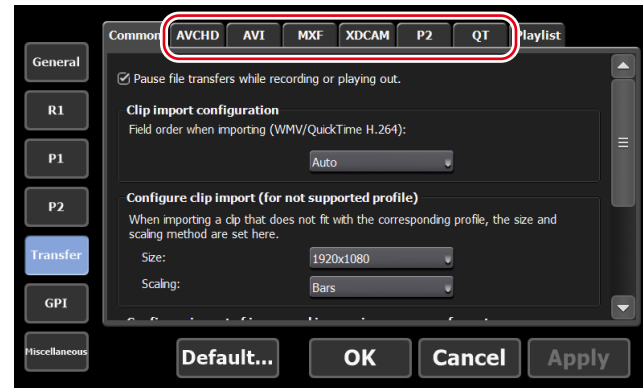 Common AVCHD AVI MXF XDCAM P2 QT Playlist
General
R1
P1
P2
Transfer
GPI
Miscellaneous
Pause file transfers while recording or playing out.
Clip import configuration
Field order when importing (WMV/QuickTime H.264):
Auto
Configure clip import (for not supported profile)
When importing a clip that does not fit with the corresponding profile, the size and
scaling method are set here.
Size: 1920x1080
Scaling: Bars
Default... OK Cancel Apply